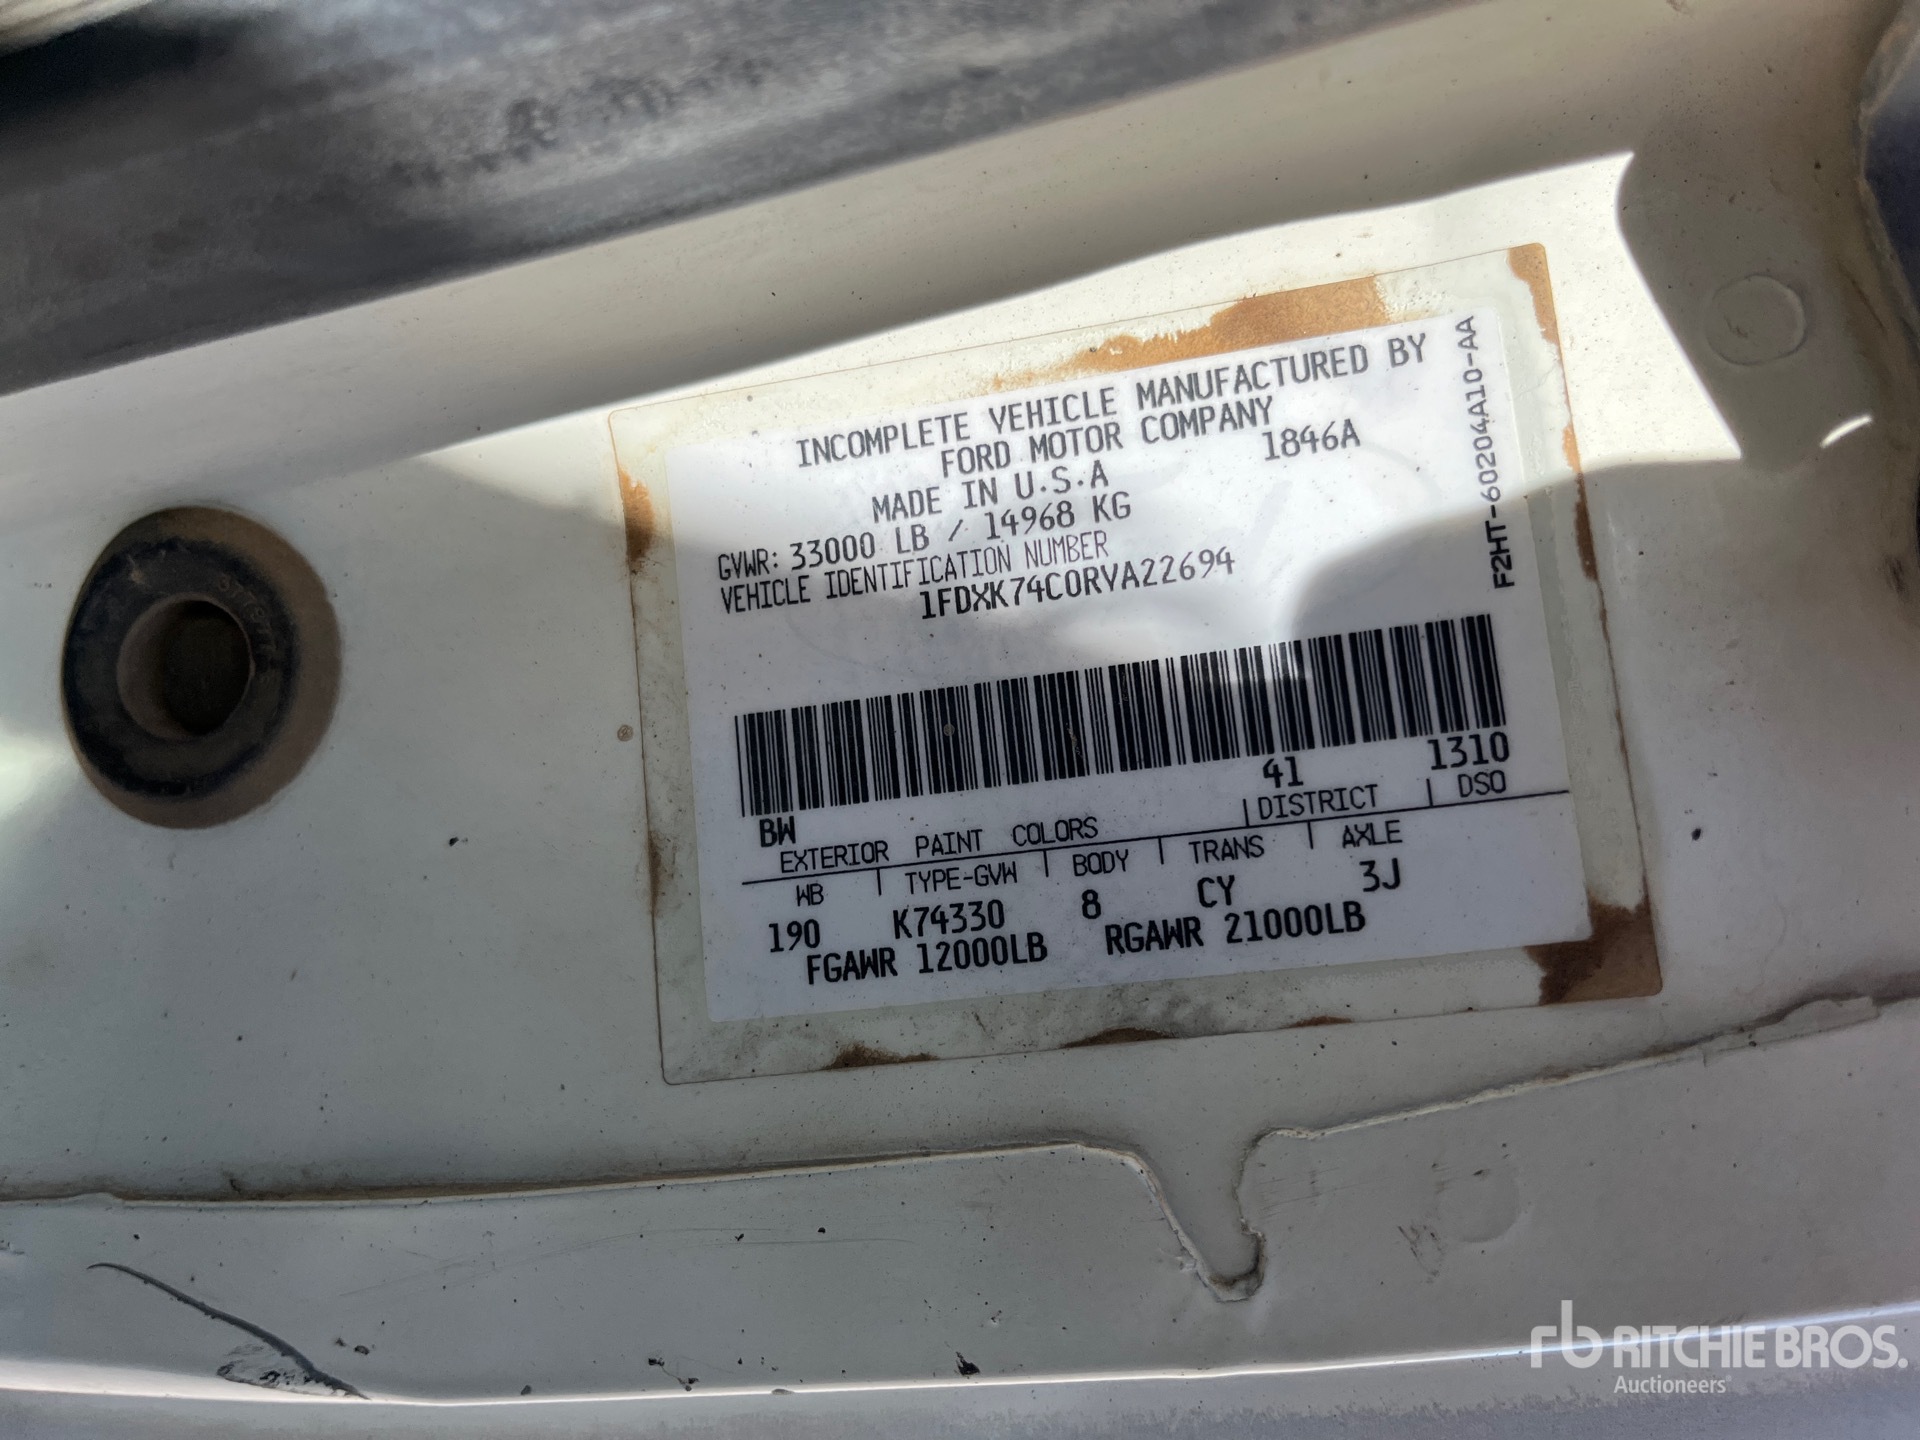 INCOMPLETE VEHICLE MANUFACTURED BY
FORD MOTOR COMPANY
1846A
MADE IN U.S.A
GVWR: 33000 LB / 14968 KG
VEHICLE IDENTIFICATION NUMBER
1FDXK74C0RVA22694
F2HT-60204A10-AA
41 1310
BW
EXTERIOR PAINT COLORS | DISTRICT | DSO
WB | TYPE-GVW | BODY | TRANS | AXLE
190 K74330 8 CY 3J
FGAWR 12000LB RGAWR 21000LB
rb RITCHIE BROS.
Auctioneers